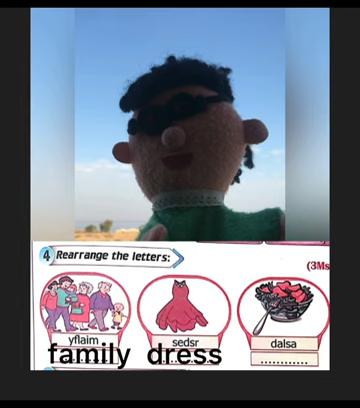 4 Rearrange the letters:
(3Ms
yflaim sedsr dalsa
family dress